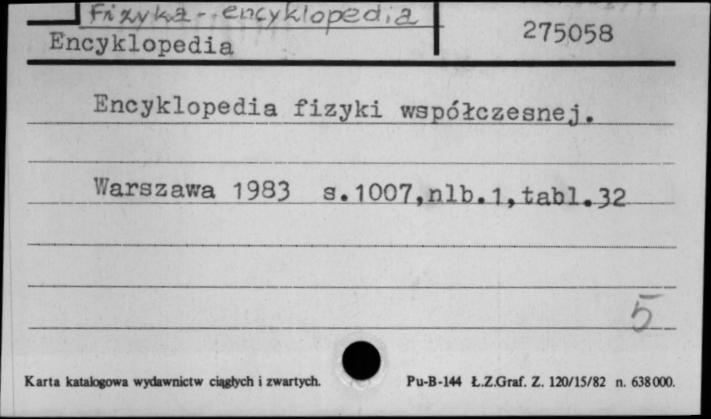 Fizyka - encyklopedia
Encyklopedia
275058
Encyklopedia fizyki współczesnej.
Warszawa 1983 s.1007,nlb.1,tabl.32
5
Karta katalogowa wydawnictw ciągłych i zwartych.
Pu-B-144 Ł.Z.Graf. Z. 120/15/82 n. 638000.